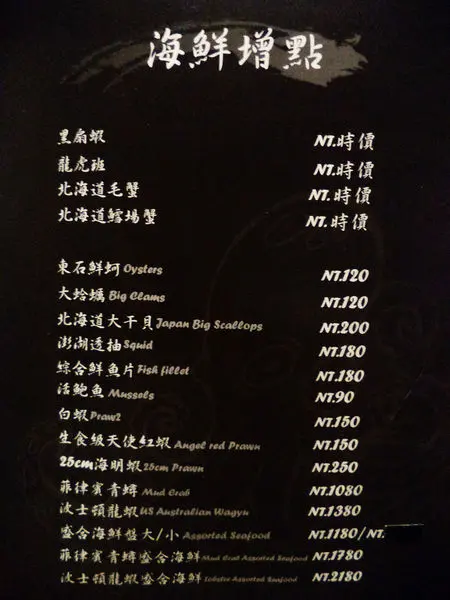 海鮮增點
黑扇蝦 NT.時價
龍虎班 NT.時價
北海道毛蟹 NT.時價
北海道鱈場蟹 NT.時價
東石鮮蚵 Oysters NT.120
大蛤蠣 Big Clams NT.120
北海道大干貝 Japan Big Scallops NT.200
澎湖透抽 Squid NT.180
綜合鮮魚片 Fish fillet NT.180
活鮑魚 Mussels NT.90
白蝦 Praw2 NT.150
生食級天使紅蝦 Angel red Prawn NT.150
25cm海明蝦 25cm Prawn NT.250
菲律賓青蟳 Mud Crab NT.1080
波士頓龍蝦 US Australian Wagyu NT.1380
盛合海鮮盤大/小 Assorted Seafood NT.1180/NT.
菲律賓青蟳盛合海鮮 Mud Crab Assorted Seafood NT.1780
波士頓龍蝦盛合海鮮 Lobster Assorted Seafood NT.2180